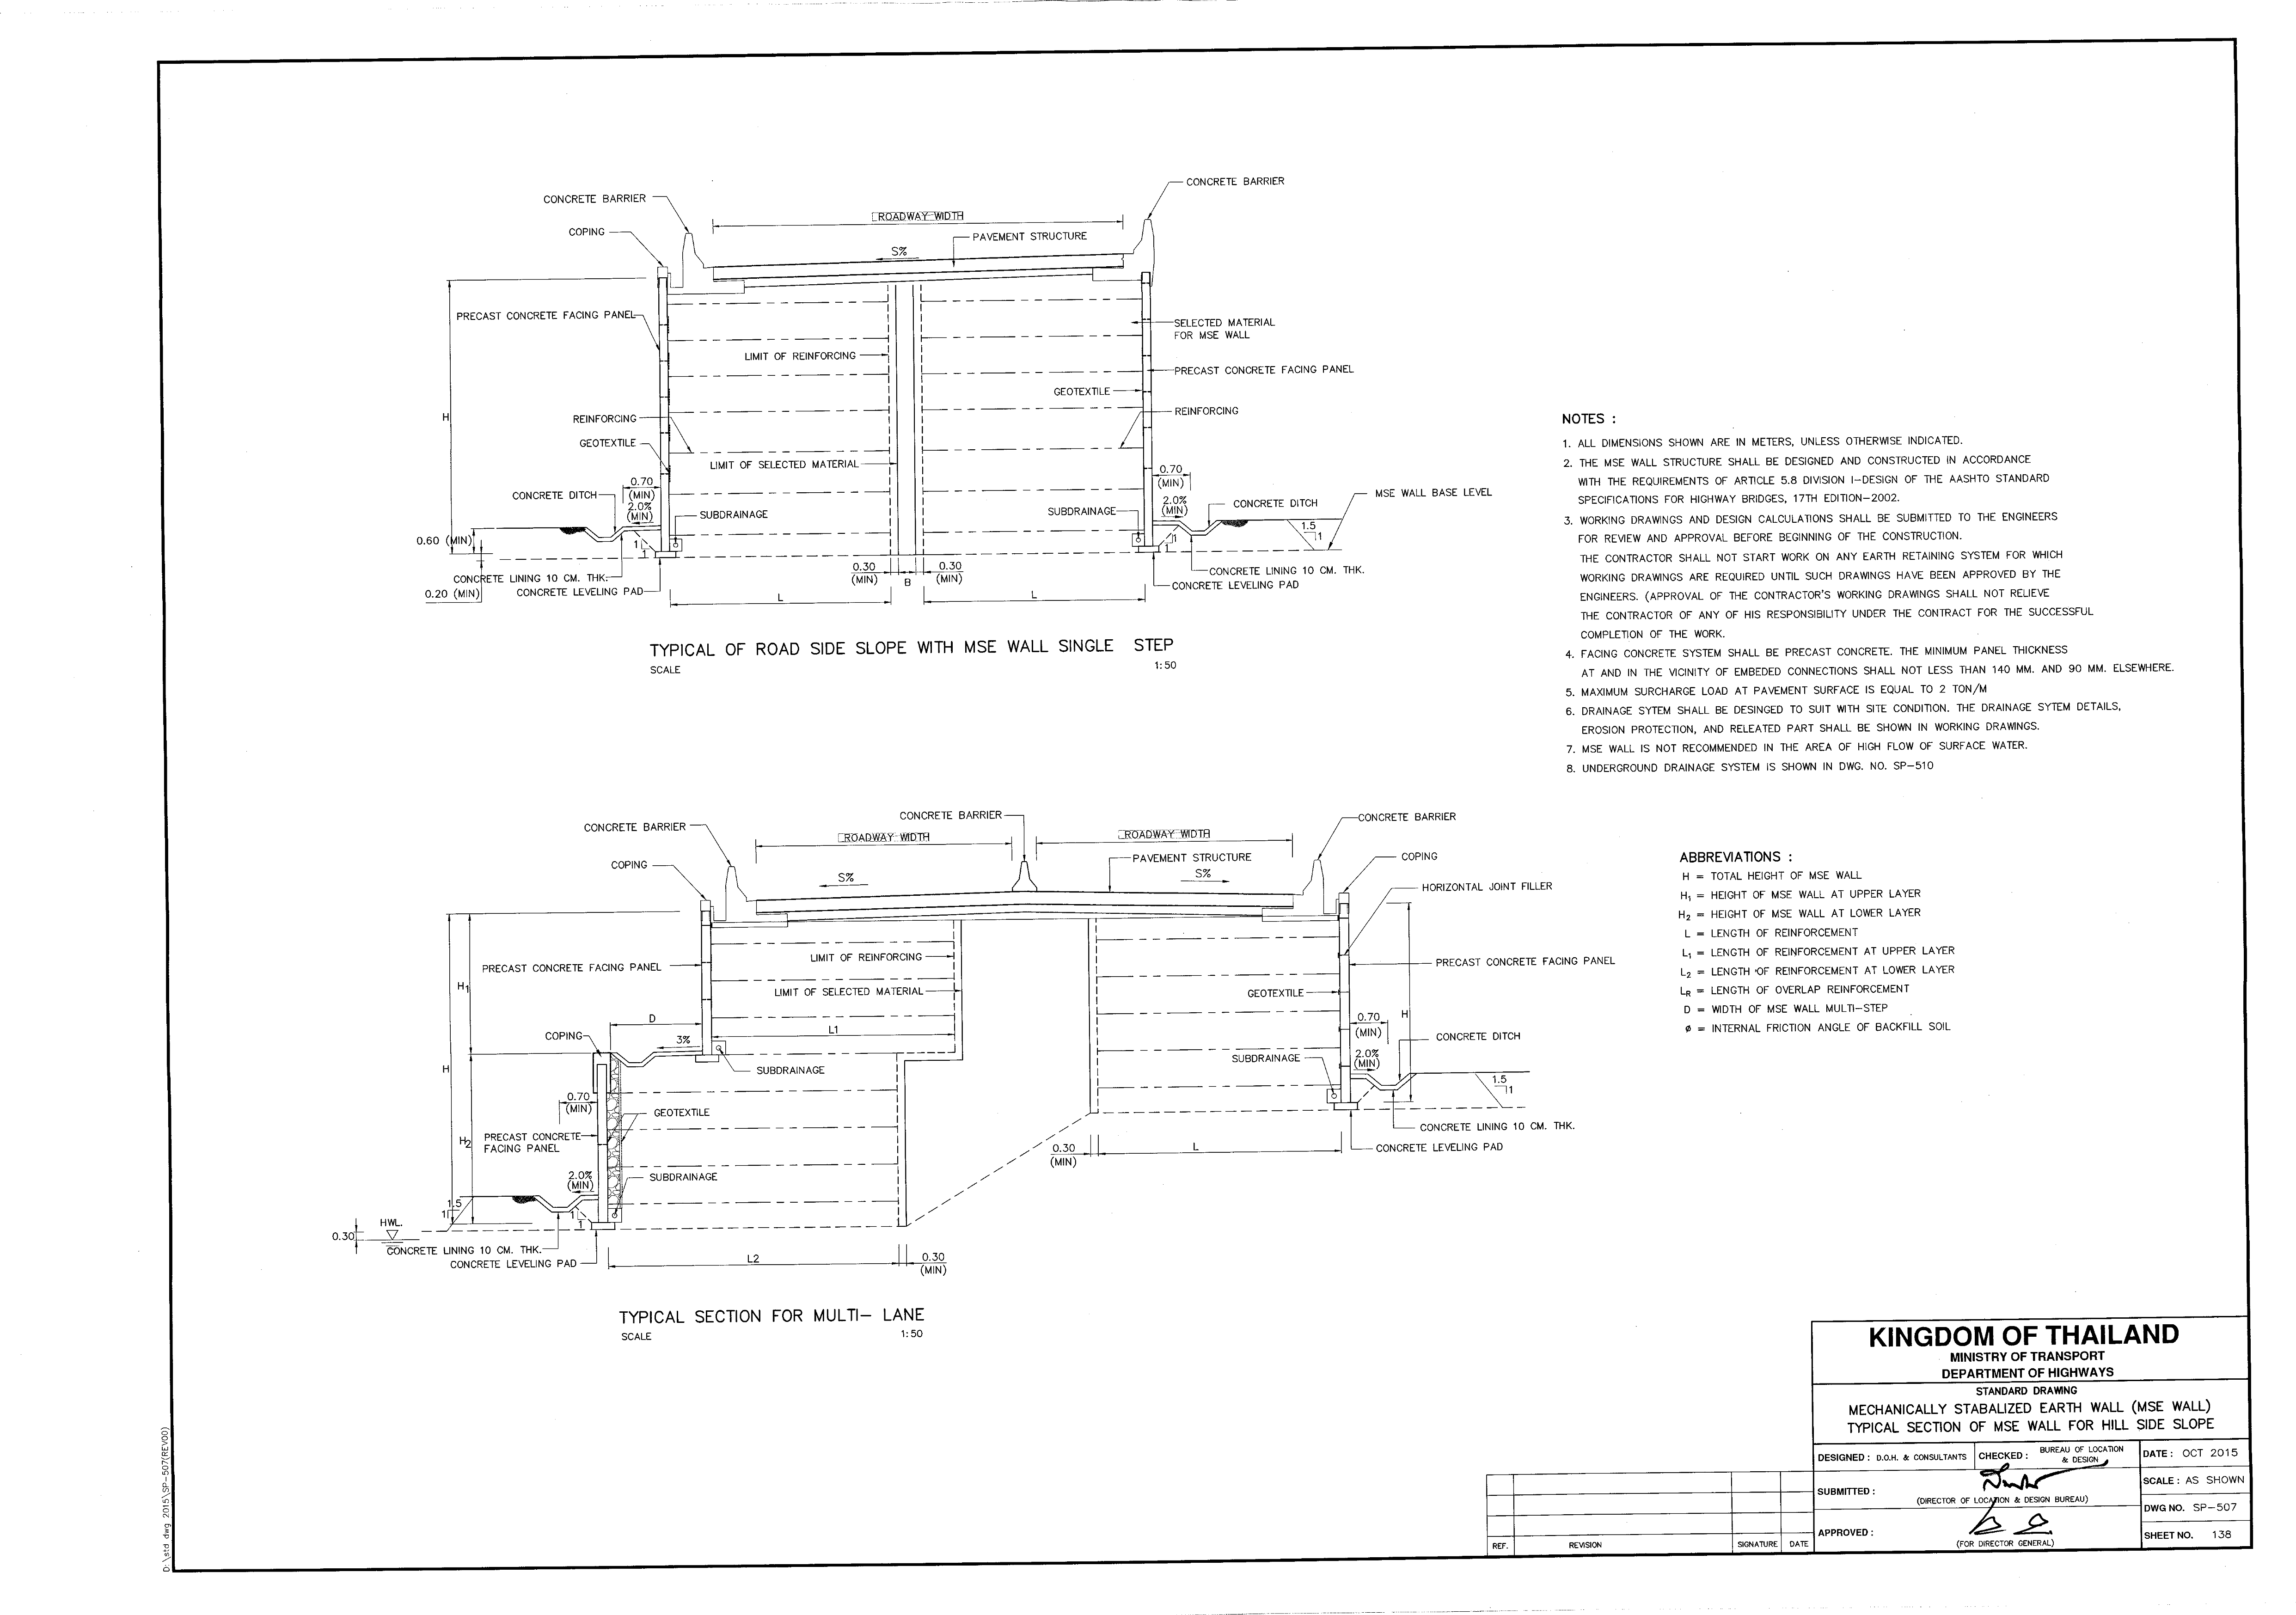 CONCRETE BARRIER
CONCRETE BARRIER
ROADWAY WIDTH
COPING
PAVEMENT STRUCTURE
S%
PRECAST CONCRETE FACING PANEL
SELECTED MATERIAL
FOR MSE WALL
LIMIT OF REINFORCING
PRECAST CONCRETE FACING PANEL
GEOTEXTILE
H
REINFORCING
REINFORCING
GEOTEXTILE
LIMIT OF SELECTED MATERIAL
0.70
(MIN)
2.0%
(MIN)
0.70
(MIN)
2.0%
(MIN)
CONCRETE DITCH
SUBDRAINAGE
SUBDRAINAGE
CONCRETE DITCH
MSE WALL BASE LEVEL
1.5
1
0.60 (MIN)
1
1
1
1
CONCRETE LINING 10 CM. THK.
0.30
(MIN)
B
0.30
(MIN)
CONCRETE LINING 10 CM. THK.
0.20 (MIN)
CONCRETE LEVELING PAD
CONCRETE LEVELING PAD
L
L
TYPICAL OF ROAD SIDE SLOPE WITH MSE WALL SINGLE STEP
SCALE 1:50
NOTES :
1. ALL DIMENSIONS SHOWN ARE IN METERS, UNLESS OTHERWISE INDICATED.
2. THE MSE WALL STRUCTURE SHALL BE DESIGNED AND CONSTRUCTED IN ACCORDANCE
WITH THE REQUIREMENTS OF ARTICLE 5.8 DIVISION I-DESIGN OF THE AASHTO STANDARD
SPECIFICATIONS FOR HIGHWAY BRIDGES, 17TH EDITION-2002.
3. WORKING DRAWINGS AND DESIGN CALCULATIONS SHALL BE SUBMITTED TO THE ENGINEERS
FOR REVIEW AND APPROVAL BEFORE BEGINNING OF THE CONSTRUCTION.
THE CONTRACTOR SHALL NOT START WORK ON ANY EARTH RETAINING SYSTEM FOR WHICH
WORKING DRAWINGS ARE REQUIRED UNTIL SUCH DRAWINGS HAVE BEEN APPROVED BY THE
ENGINEERS. (APPROVAL OF THE CONTRACTOR'S WORKING DRAWINGS SHALL NOT RELIEVE
THE CONTRACTOR OF ANY OF HIS RESPONSIBILITY UNDER THE CONTRACT FOR THE SUCCESSFUL
COMPLETION OF THE WORK.
4. FACING CONCRETE SYSTEM SHALL BE PRECAST CONCRETE. THE MINIMUM PANEL THICKNESS
AT AND IN THE VICINITY OF EMBEDED CONNECTIONS SHALL NOT LESS THAN 140 MM. AND 90 MM. ELSEWHERE.
5. MAXIMUM SURCHARGE LOAD AT PAVEMENT SURFACE IS EQUAL TO 2 TON/M
6. DRAINAGE SYTEM SHALL BE DESINGED TO SUIT WITH SITE CONDITION. THE DRAINAGE SYTEM DETAILS,
EROSION PROTECTION, AND RELEATED PART SHALL BE SHOWN IN WORKING DRAWINGS.
7. MSE WALL IS NOT RECOMMENDED IN THE AREA OF HIGH FLOW OF SURFACE WATER.
8. UNDERGROUND DRAINAGE SYSTEM IS SHOWN IN DWG. NO. SP-510
CONCRETE BARRIER
CONCRETE BARRIER
CONCRETE BARRIER
ROADWAY WIDTH
ROADWAY WIDTH
COPING
PAVEMENT STRUCTURE
COPING
S%
S%
HORIZONTAL JOINT FILLER
LIMIT OF REINFORCING
PRECAST CONCRETE FACING PANEL
PRECAST CONCRETE FACING PANEL
H1
LIMIT OF SELECTED MATERIAL
GEOTEXTILE
D
L1
0.70
(MIN)
H
COPING
3%
CONCRETE DITCH
2.0%
(MIN)
SUBDRAINAGE
H
SUBDRAINAGE
1.5
1
0.70
(MIN)
GEOTEXTILE
H2
PRECAST CONCRETE
FACING PANEL
CONCRETE LINING 10 CM. THK.
0.30
(MIN)
L
CONCRETE LEVELING PAD
2.0%
(MIN)
SUBDRAINAGE
1.5
1
1
1
HWL.
0.30
CONCRETE LINING 10 CM. THK.
CONCRETE LEVELING PAD
L2
0.30
(MIN)
TYPICAL SECTION FOR MULTI- LANE
SCALE 1:50
ABBREVIATIONS :
H = TOTAL HEIGHT OF MSE WALL
H1 = HEIGHT OF MSE WALL AT UPPER LAYER
H2 = HEIGHT OF MSE WALL AT LOWER LAYER
L = LENGTH OF REINFORCEMENT
L1 = LENGTH OF REINFORCEMENT AT UPPER LAYER
L2 = LENGTH OF REINFORCEMENT AT LOWER LAYER
LR = LENGTH OF OVERLAP REINFORCEMENT
D = WIDTH OF MSE WALL MULTI-STEP
ø = INTERNAL FRICTION ANGLE OF BACKFILL SOIL
KINGDOM OF THAILAND
MINISTRY OF TRANSPORT
DEPARTMENT OF HIGHWAYS
STANDARD DRAWING
MECHANICALLY STABALIZED EARTH WALL (MSE WALL)
TYPICAL SECTION OF MSE WALL FOR HILL SIDE SLOPE
DESIGNED : D.O.H. & CONSULTANTS
CHECKED : BUREAU OF LOCATION
& DESIGN
DATE : OCT 2015
SUBMITTED :
(DIRECTOR OF LOCATION & DESIGN BUREAU)
SCALE : AS SHOWN
DWG NO. SP-507
APPROVED :
(FOR DIRECTOR GENERAL)
SHEET NO. 138
REF. REVISION SIGNATURE DATE
D:\std dwg 2015\SP-507(REV00)